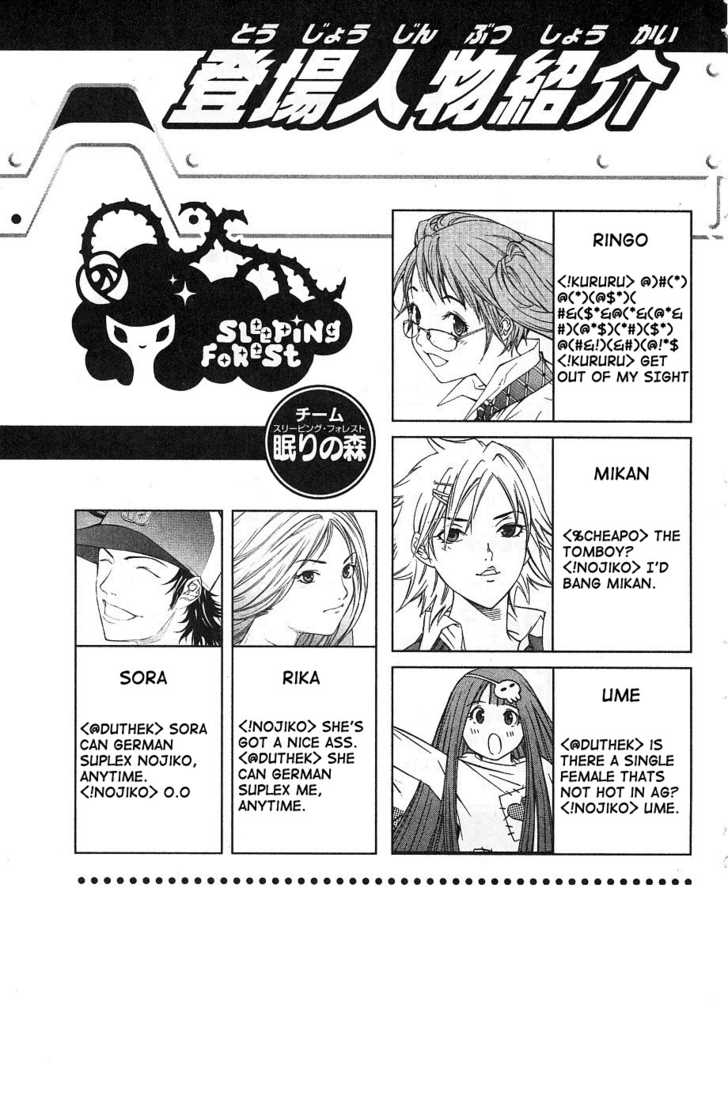 とう じょう じん ぶつ しょう かい
登場人物紹介
SLeePiNg
FoReSt
チーム
スリーピング・フォレスト
眠りの森
RINGO
<!KURURU> @)#(*)
@(*)(@$*)(
#&($*&@(*&(@*&
#)(@*$)(*#)($*)
@(#&!)(&#)(@!*$
<!KURURU> GET
OUT OF MY SIGHT
MIKAN
<%CHEAPO> THE
TOMBOY?
<!NOJIKO> I'D
BANG MIKAN.
SORA
<@DUTHEK> SORA
CAN GERMAN
SUPLEX NOJIKO,
ANYTIME.
<!NOJIKO> O.O
RIKA
<!NOJIKO> SHE'S
GOT A NICE ASS.
<@DUTHEK> SHE
CAN GERMAN
SUPLEX ME,
ANYTIME.
UME
<@DUTHEK> IS
THERE A SINGLE
FEMALE THATS
NOT HOT IN AG?
<!NOJIKO> UME.